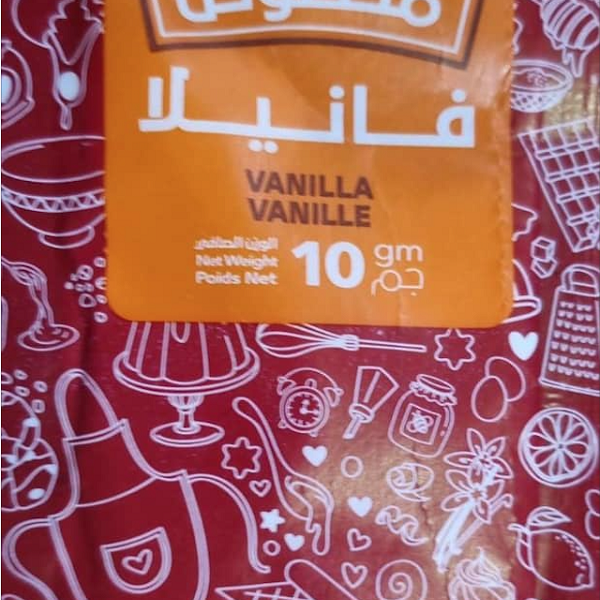 فانيلا
VANILLA
VANILLE
الوزن الصافي
Net Weight
Poids Net
10 gm
جم